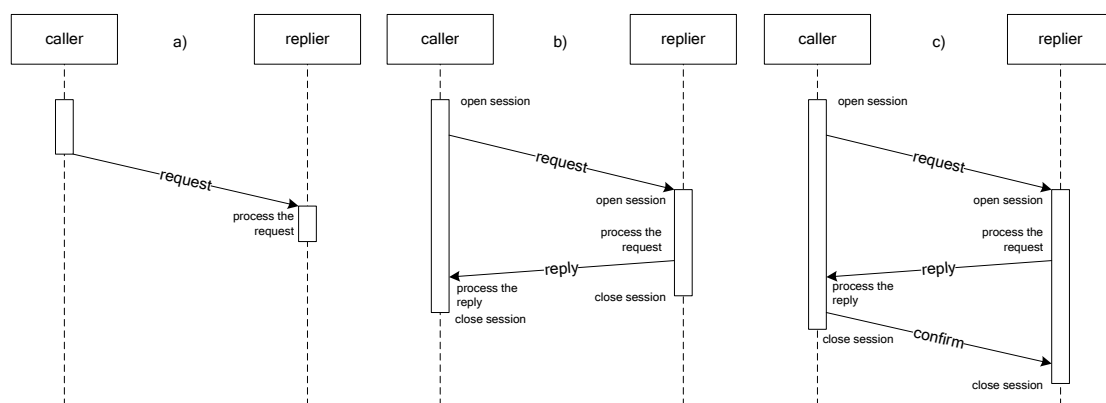 caller
a)
replier
request
process the
request
caller
b)
replier
open session
request
open session
process the
request
reply
process the
reply
close session
close session
caller
c)
replier
open session
request
open session
process the
request
reply
process the
reply
close session
confirm
close session